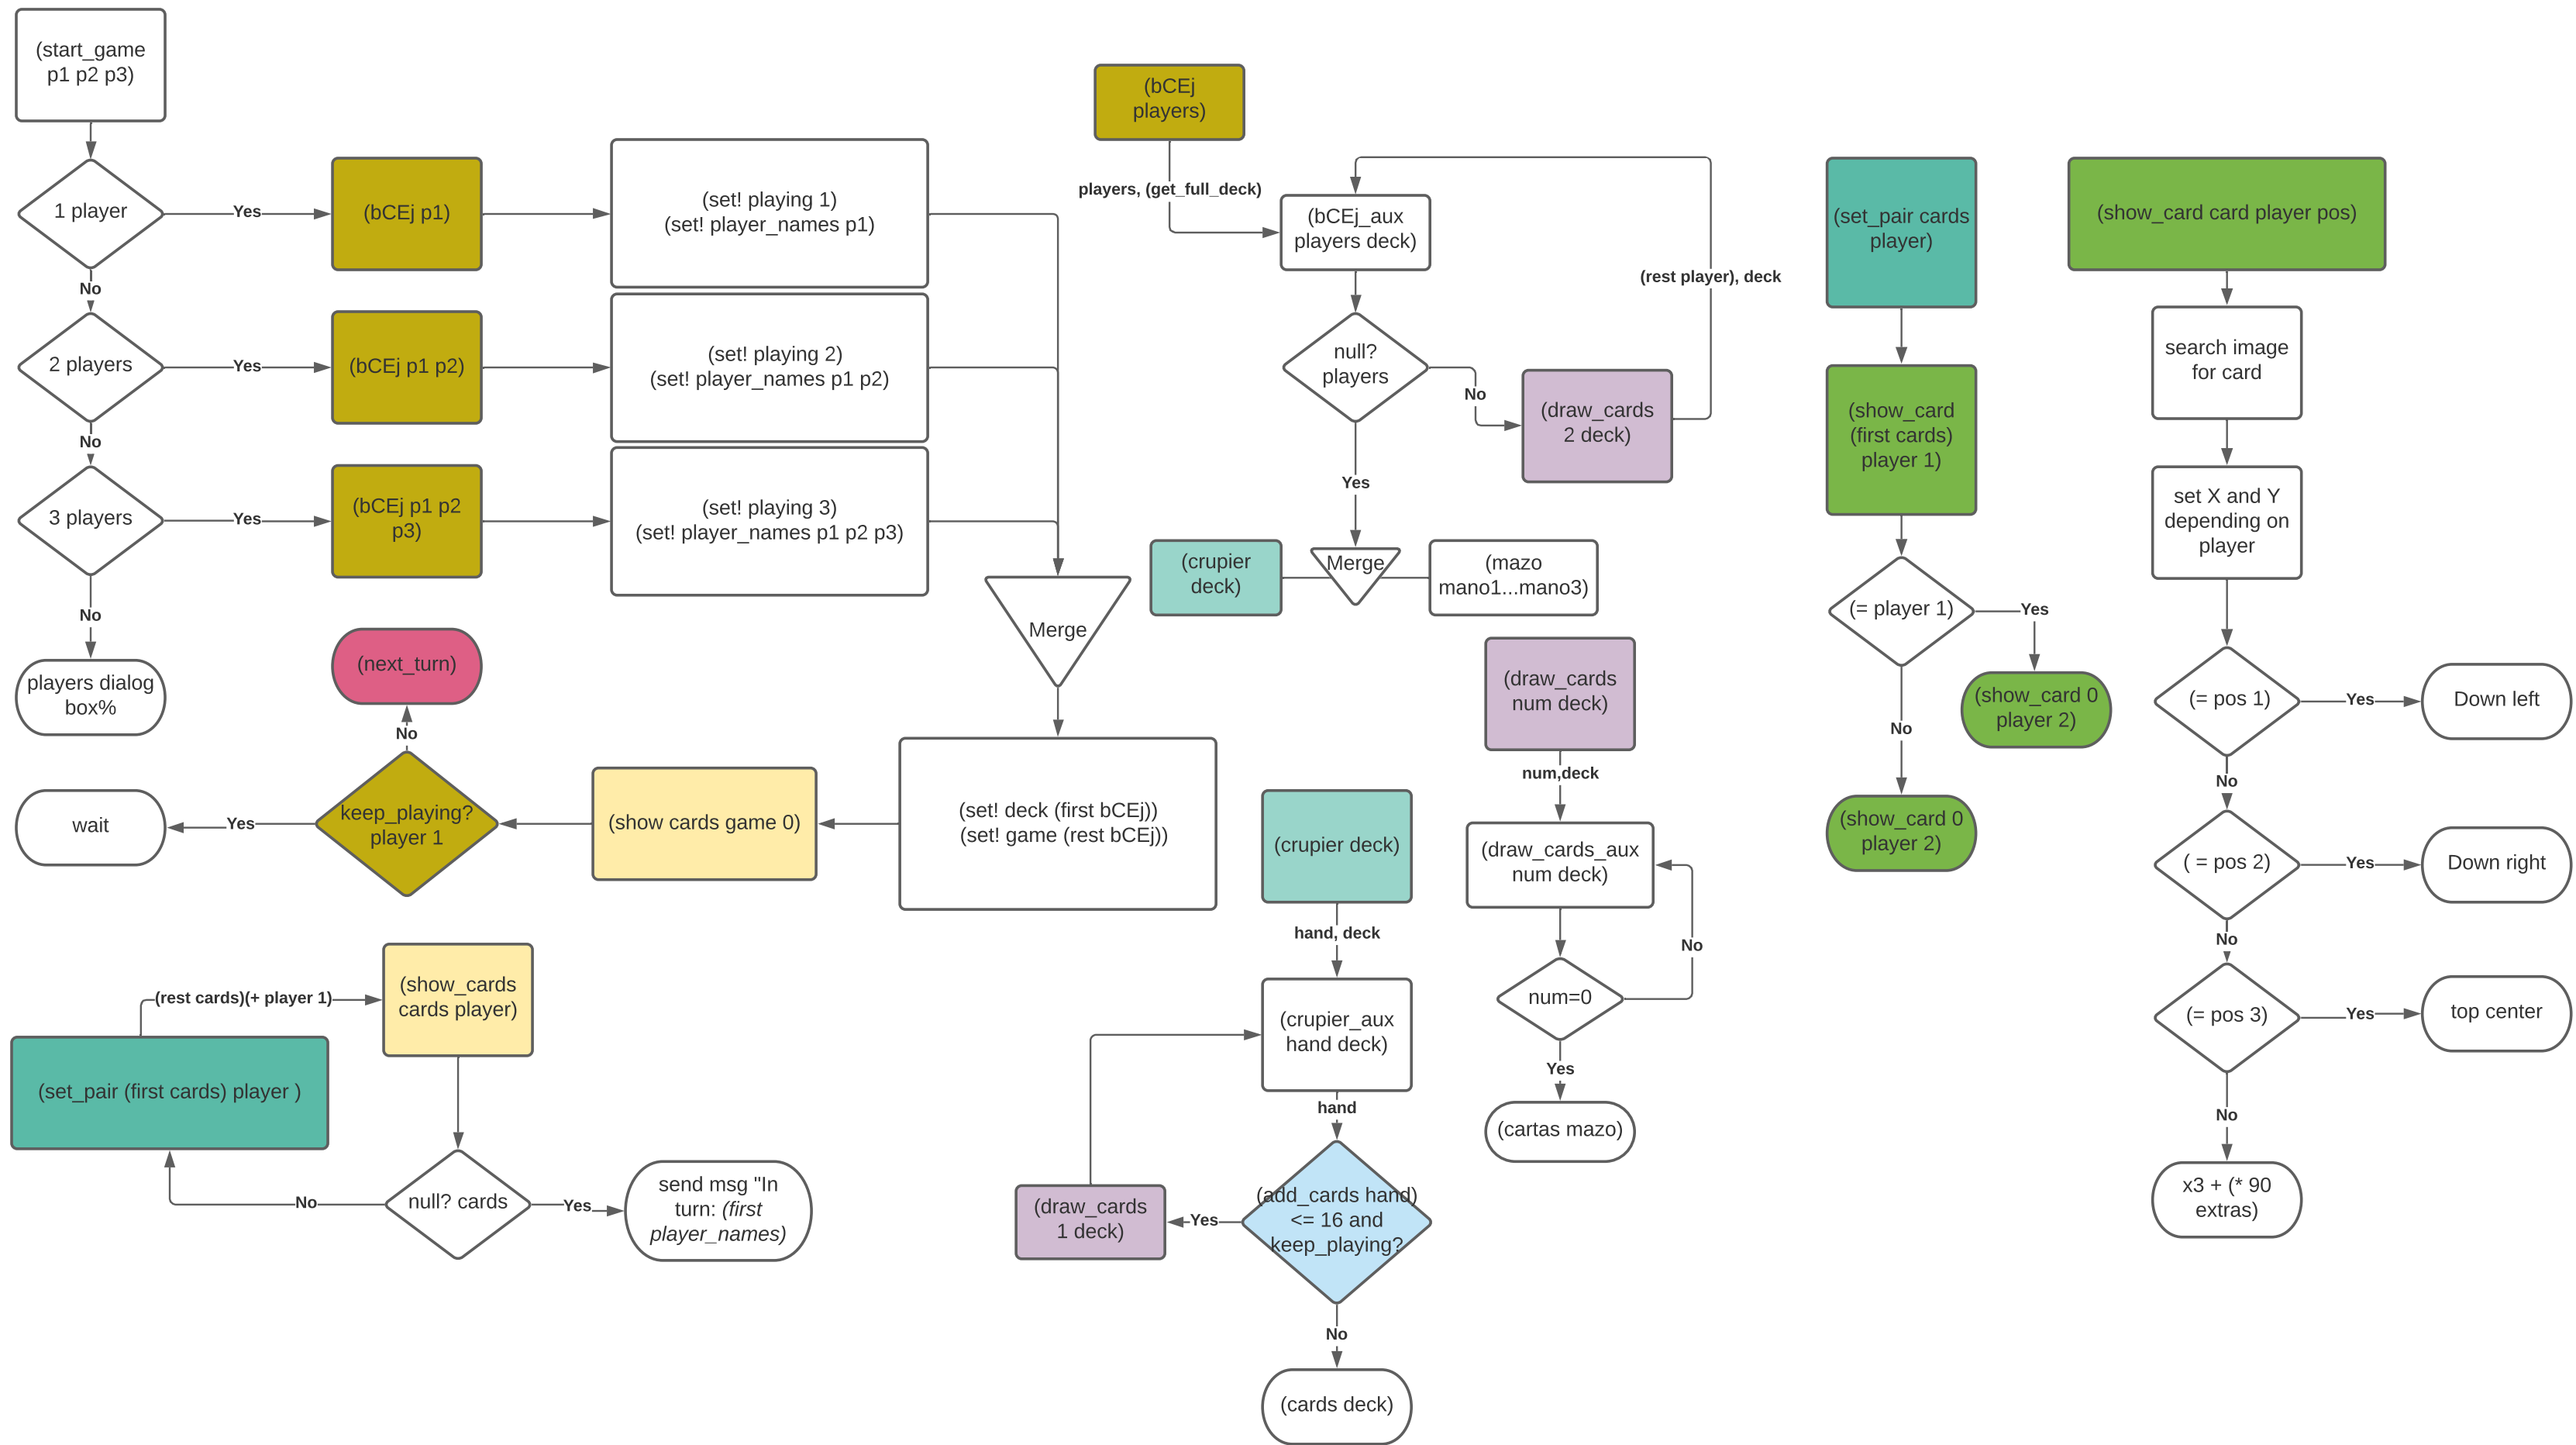 (start_game
p1 p2 p3)
1 player
Yes
(bCEj p1)
(set! playing 1)
(set! player_names p1)
No
2 players
Yes
(bCEj p1 p2)
(set! playing 2)
(set! player_names p1 p2)
No
3 players
Yes
(bCEj p1 p2
p3)
(set! playing 3)
(set! player_names p1 p2 p3)
No
players dialog
box%
Merge
(set! deck (first bCEj))
(set! game (rest bCEj))
(show cards game 0)
keep_playing?
player 1
No
(next_turn)
Yes
wait
(show_cards
cards player)
(rest cards)(+ player 1)
(set_pair (first cards) player )
No
null? cards
Yes
send msg "In
turn: (first
player_names)
(bCEj
players)
players, (get_full_deck)
(bCEj_aux
players deck)
(rest player), deck
null?
players
No
(draw_cards
2 deck)
Yes
(crupier
deck)
Merge
(mazo
mano1...mano3)
(draw_cards
num deck)
num,deck
(draw_cards_aux
num deck)
No
num=0
Yes
(cartas mazo)
(crupier deck)
hand, deck
(crupier_aux
hand deck)
hand
(add_cards hand)
<= 16 and
keep_playing?
Yes
(draw_cards
1 deck)
No
(cards deck)
(set_pair cards
player)
(show_card
(first cards)
player 1)
(= player 1)
Yes
(show_card 0
player 2)
No
(show_card 0
player 2)
(show_card card player pos)
search image
for card
set X and Y
depending on
player
(= pos 1)
Yes
Down left
No
( = pos 2)
Yes
Down right
No
(= pos 3)
Yes
top center
No
x3 + (* 90
extras)